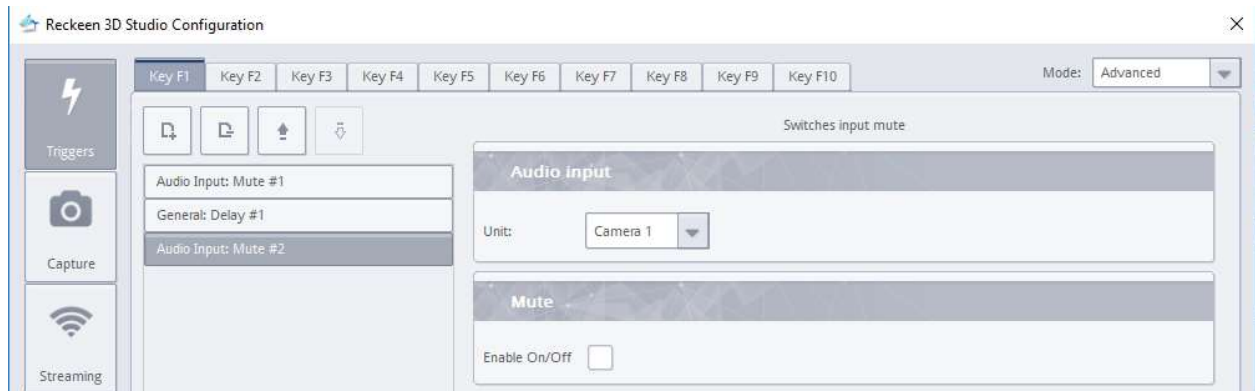 Reckeen 3D Studio Configuration
Key F1 Key F2 Key F3 Key F4 Key F5 Key F6 Key F7 Key F8 Key F9 Key F10 Mode: Advanced
Triggers
Switches input mute
Audio Input: Mute #1
General: Delay #1
Audio Input: Mute #2
Audio input
Unit: Camera 1
Mute
Enable On/Off
Capture
Streaming